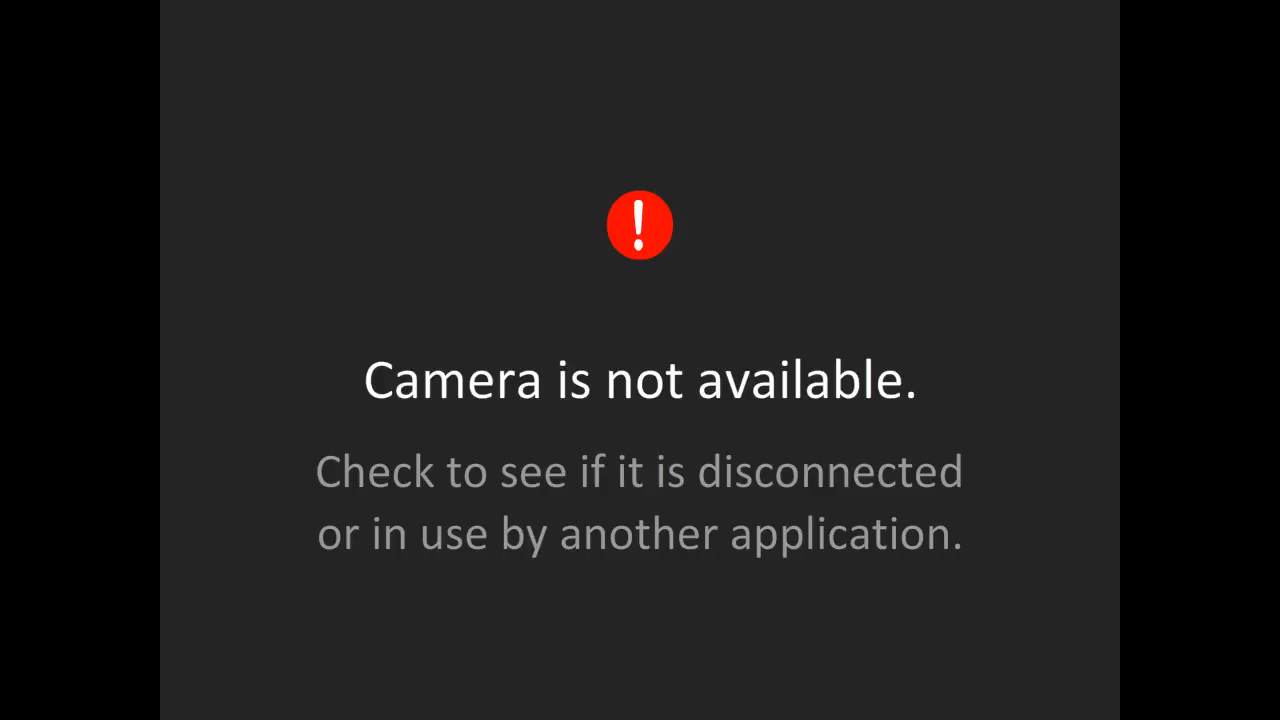 Camera is not available.
Check to see if it is disconnected
or in use by another application.